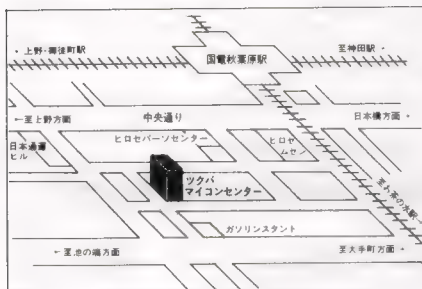 ・上野・御徒町駅
国電秋葉原駅
至神田駅・
←至上野方面
中央通り
日本橋方面→
ヒロセパーソセンター
ヒロセ
ムセン
日本通運
ビル
ツクバ
マイコンセンター
至お茶の水駅→
ガソリンスタント
←至池の端方面
至大手町方面→